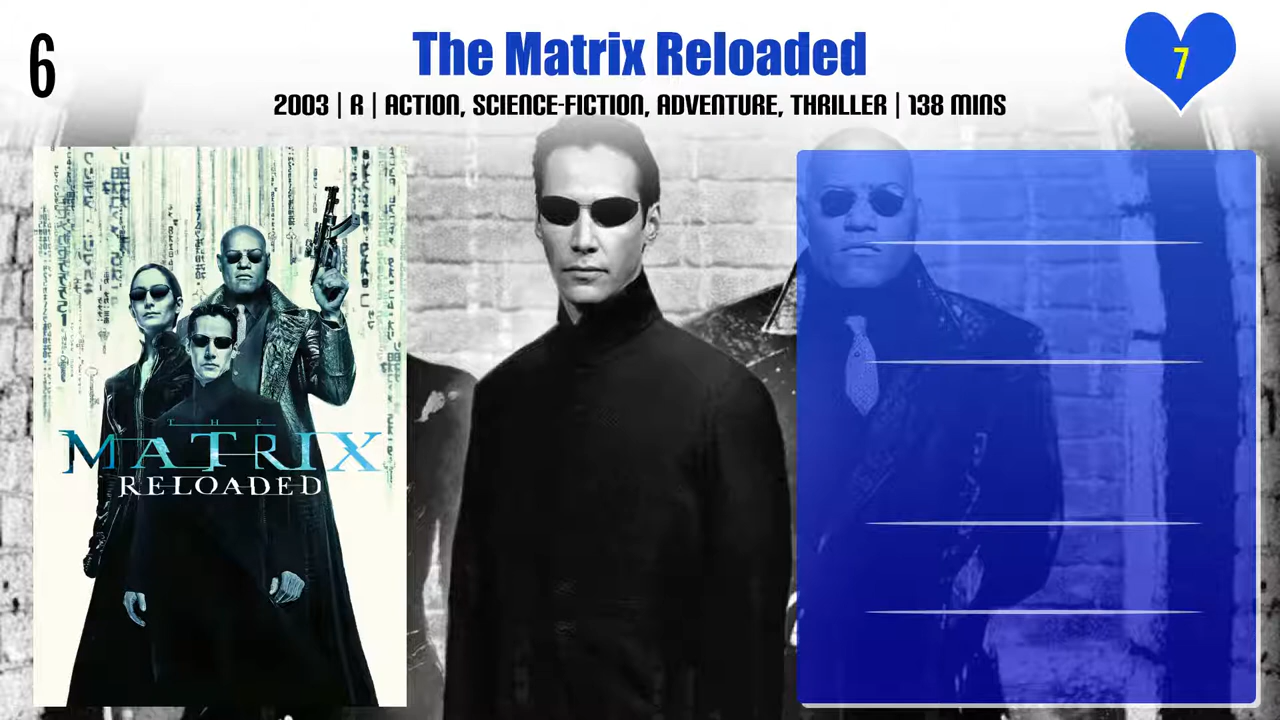 6
The Matrix Reloaded
7
2003 | R | ACTION, SCIENCE-FICTION, ADVENTURE, THRILLER | 138 MINS
THE
MATRIX
RELOADED